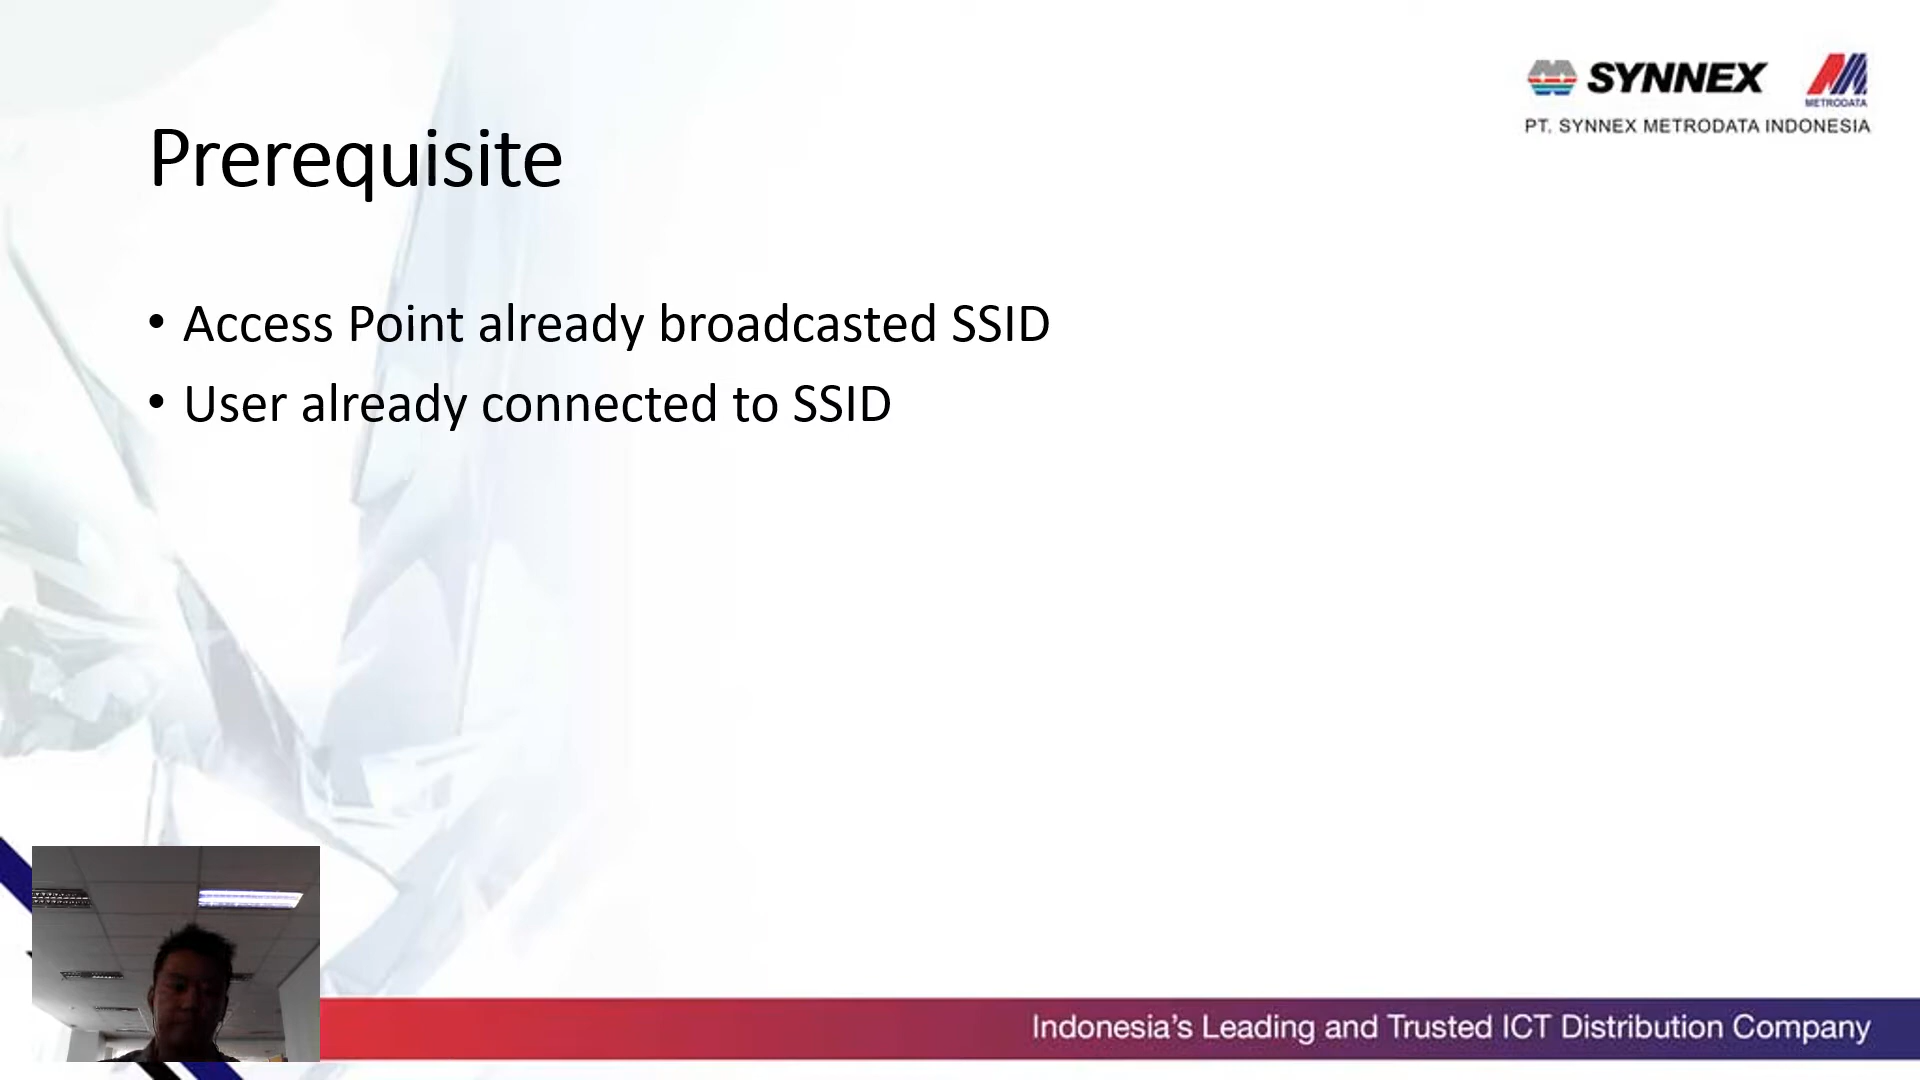 SYNNEX
METRODATA
PT. SYNNEX METRODATA INDONESIA
Prerequisite
• Access Point already broadcasted SSID
• User already connected to SSID
Indonesia's Leading and Trusted ICT Distribution Company